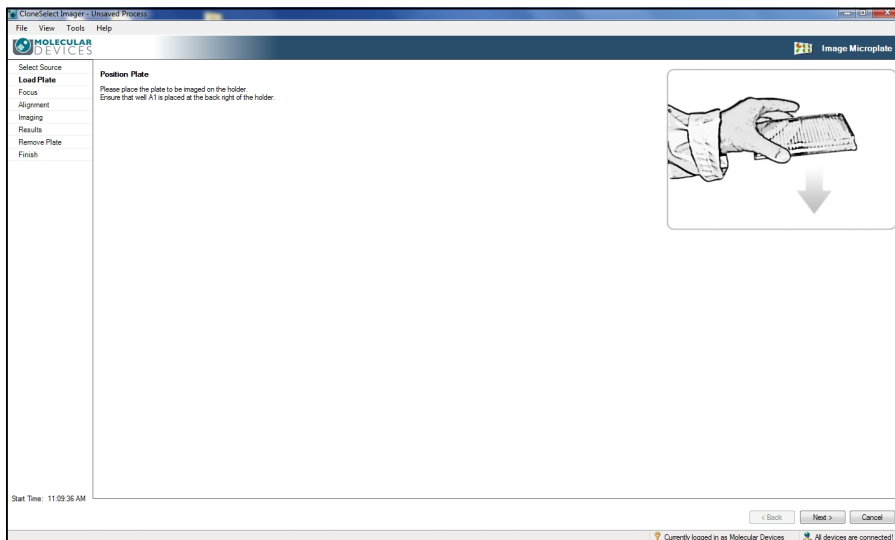 CloneSelect Imager - Unsaved Process
File View Tools Help
MOLECULAR
DEVICES
Image Microplate
Select Source
Load Plate
Focus
Alignment
Imaging
Results
Remove Plate
Finish
Position Plate
Please place the plate to be imaged on the holder.
Ensure that well A1 is placed at the back right of the holder.
Start Time: 11:09:36 AM
< Back Next > Cancel
Currently logged in as Molecular Devices All devices are connected